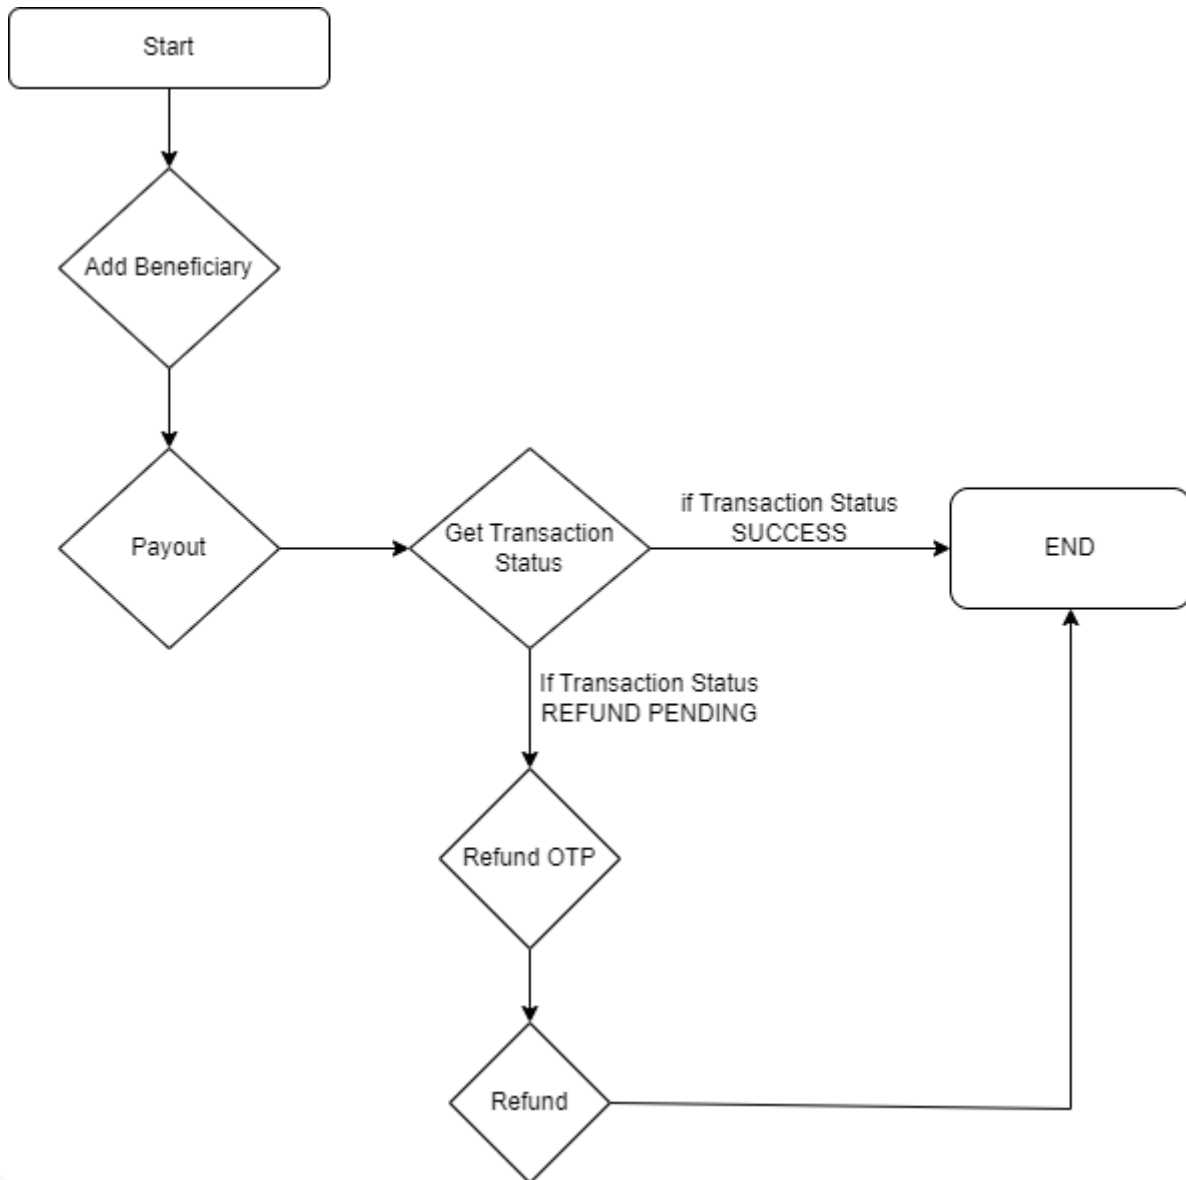 Start
Add Beneficiary
Payout
Get Transaction
Status
if Transaction Status
SUCCESS
END
If Transaction Status
REFUND PENDING
Refund OTP
Refund